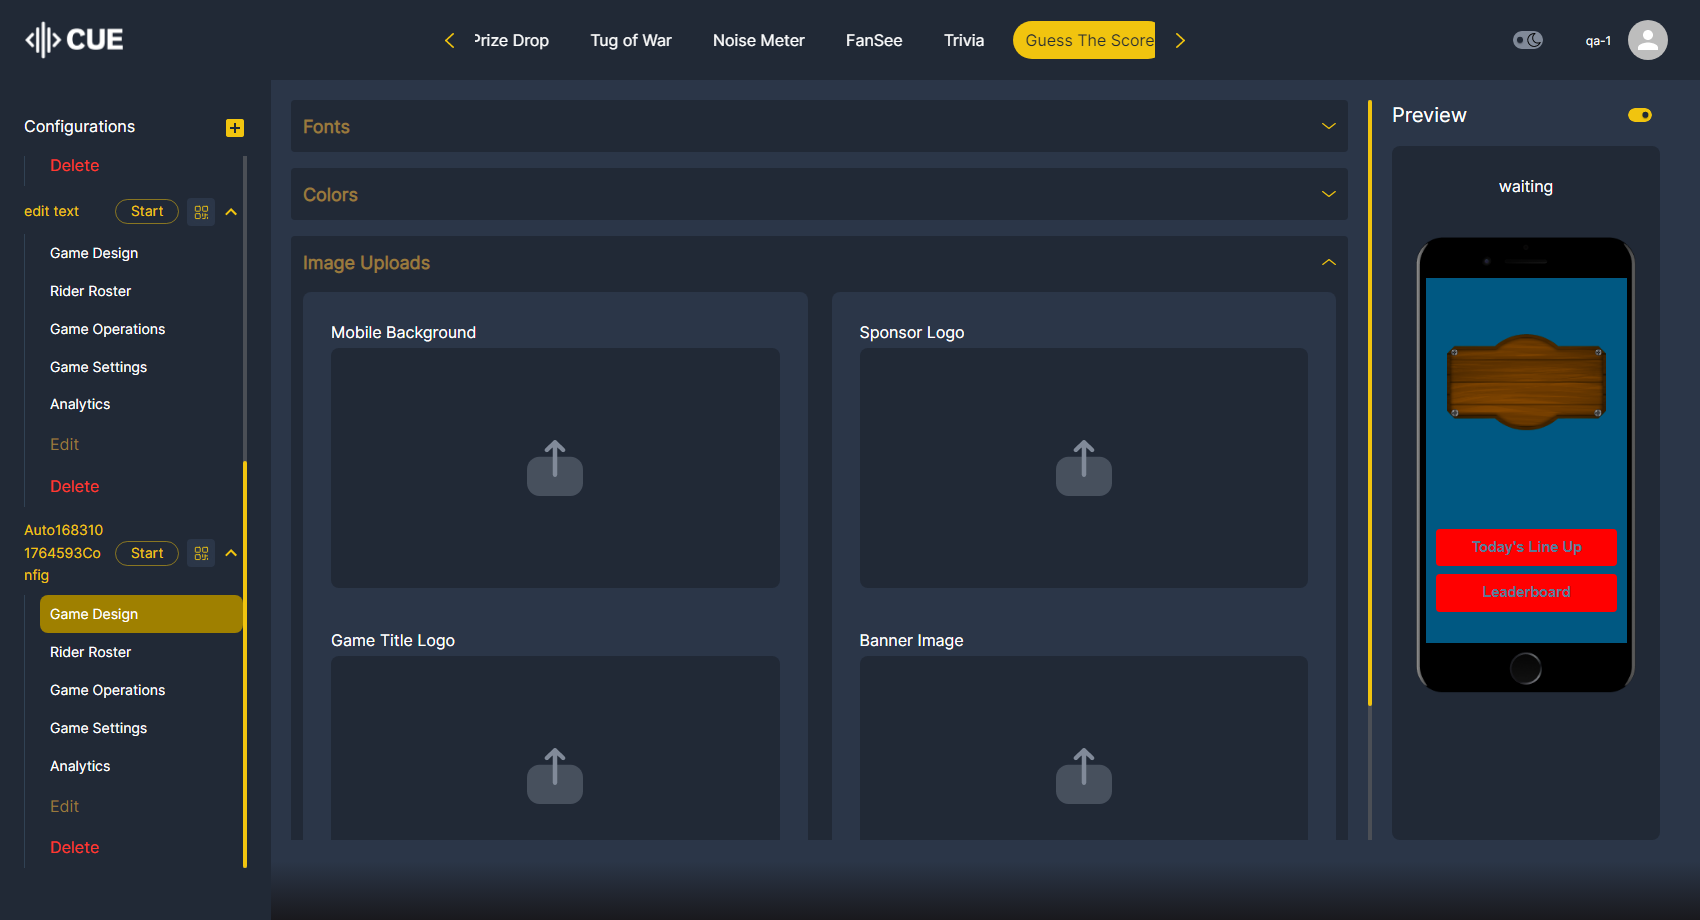 CUE
Prize Drop
Tug of War
Noise Meter
FanSee
Trivia
Guess The Score
qa-1
Configurations
Delete
edit text
Start
Game Design
Rider Roster
Game Operations
Game Settings
Analytics
Edit
Delete
Auto168310
1764593Co
nfig
Start
Game Design
Rider Roster
Game Operations
Game Settings
Analytics
Edit
Delete
Fonts
Colors
Image Uploads
Mobile Background
Sponsor Logo
Game Title Logo
Banner Image
Preview
waiting
Today's Line Up
Leaderboard